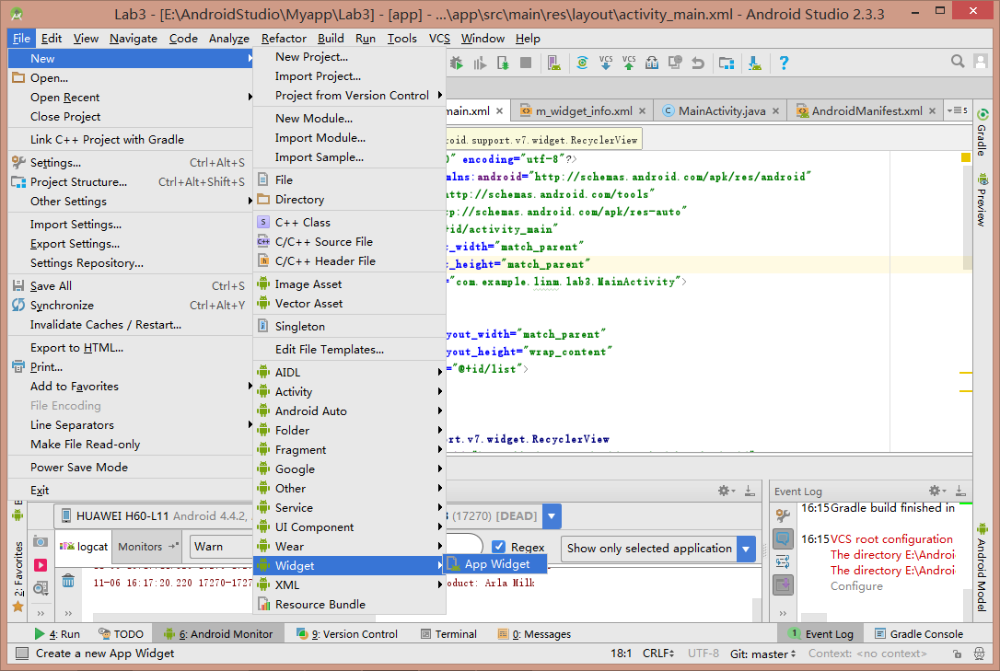 Lab3 - [E:\AndroidStudio\Myapp\Lab3] - [app] - ...\app\src\main\res\layout\activity_main.xml - Android Studio 2.3.3
File Edit View Navigate Code Analyze Refactor Build Run Tools VCS Window Help
New
Open...
Open Recent
Close Project
Link C++ Project with Gradle
Settings... Ctrl+Alt+S
Project Structure... Ctrl+Alt+Shift+S
Other Settings
Import Settings...
Export Settings...
Settings Repository...
Save All Ctrl+S
Synchronize Ctrl+Alt+Y
Invalidate Caches / Restart...
Export to HTML...
Print...
Add to Favorites
File Encoding
Line Separators
Make File Read-only
Power Save Mode
Exit
New Project...
Import Project...
Project from Version Control
New Module...
Import Module...
Import Sample...
File
Directory
C++ Class
C/C++ Source File
C/C++ Header File
Image Asset
Vector Asset
Singleton
Edit File Templates...
AIDL
Activity
Android Auto
Folder
Fragment
Google
Other
Service
UI Component
Wear
Widget
XML
Resource Bundle
App Widget
VCS VCS
main.xml m_widget_info.xml MainActivity.java AndroidManifest.xml 5
roid.support.v7.widget.RecyclerView
0" encoding="utf-8"?>
mlns:android="http://schemas.android.com/apk/res/android"
http://schemas.android.com/tools"
tp://schemas.android.com/apk/res-auto"
+id/activity_main"
t_width="match_parent"
t_height="match_parent"
="com.example.linm.lab3.MainActivity">
yout_width="match_parent"
yout_height="wrap_content"
="@+id/list">
rt.v7.widget.RecyclerView
Gradle
Preview
Android Model
2: Favorites
HUAWEI H60-L11 Android 4.4.2, (17270) [DEAD]
logcat Monitors Warn Regex Show only selected application
11-06 16:17:20.220 17270-1727
oduct: Arla Milk
Event Log
16:15 Gradle build finished in
16:15 VCS root configuration
The directory E:\Androi
The directory E:\Androi
Configure
4: Run TODO 6: Android Monitor 9: Version Control Terminal 0: Messages 1 Event Log Gradle Console
Create a new App Widget 18:1 CRLF UTF-8 Git: master Context: <no context>